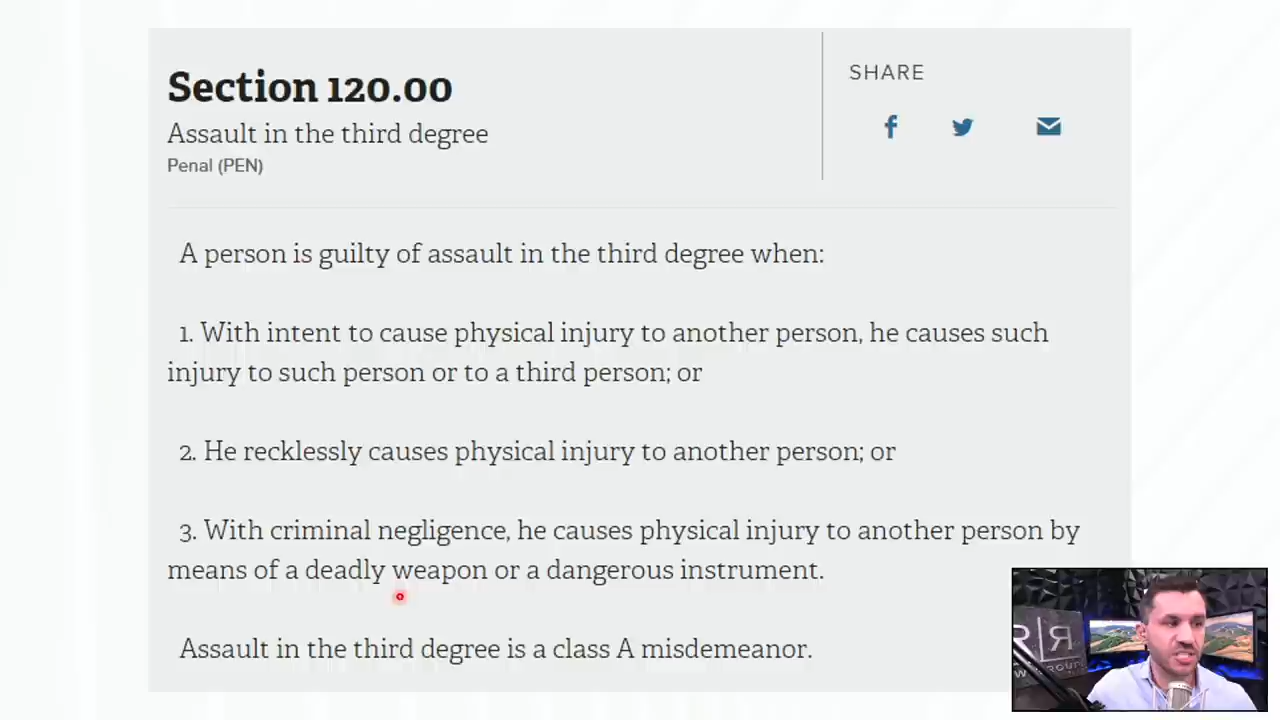 Section 120.00
Assault in the third degree
Penal (PEN)
SHARE
A person is guilty of assault in the third degree when:
1. With intent to cause physical injury to another person, he causes such
injury to such person or to a third person; or
2. He recklessly causes physical injury to another person; or
3. With criminal negligence, he causes physical injury to another person by
means of a deadly weapon or a dangerous instrument.
Assault in the third degree is a class A misdemeanor.